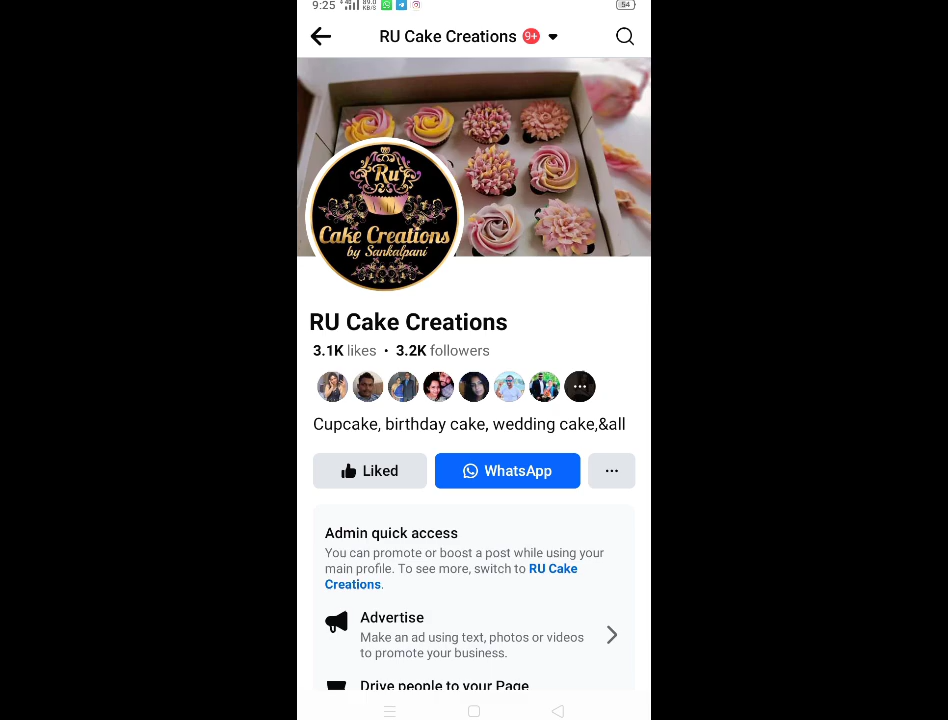 9:25
54
RU Cake Creations 9+
Ru
Cake Creations
by Sankalpani
RU Cake Creations
3.1K likes • 3.2K followers
Cupcake, birthday cake, wedding cake,&all
Liked
WhatsApp
Admin quick access
You can promote or boost a post while using your
main profile. To see more, switch to RU Cake
Creations.
Advertise
Make an ad using text, photos or videos
to promote your business.
Drive people to your Page